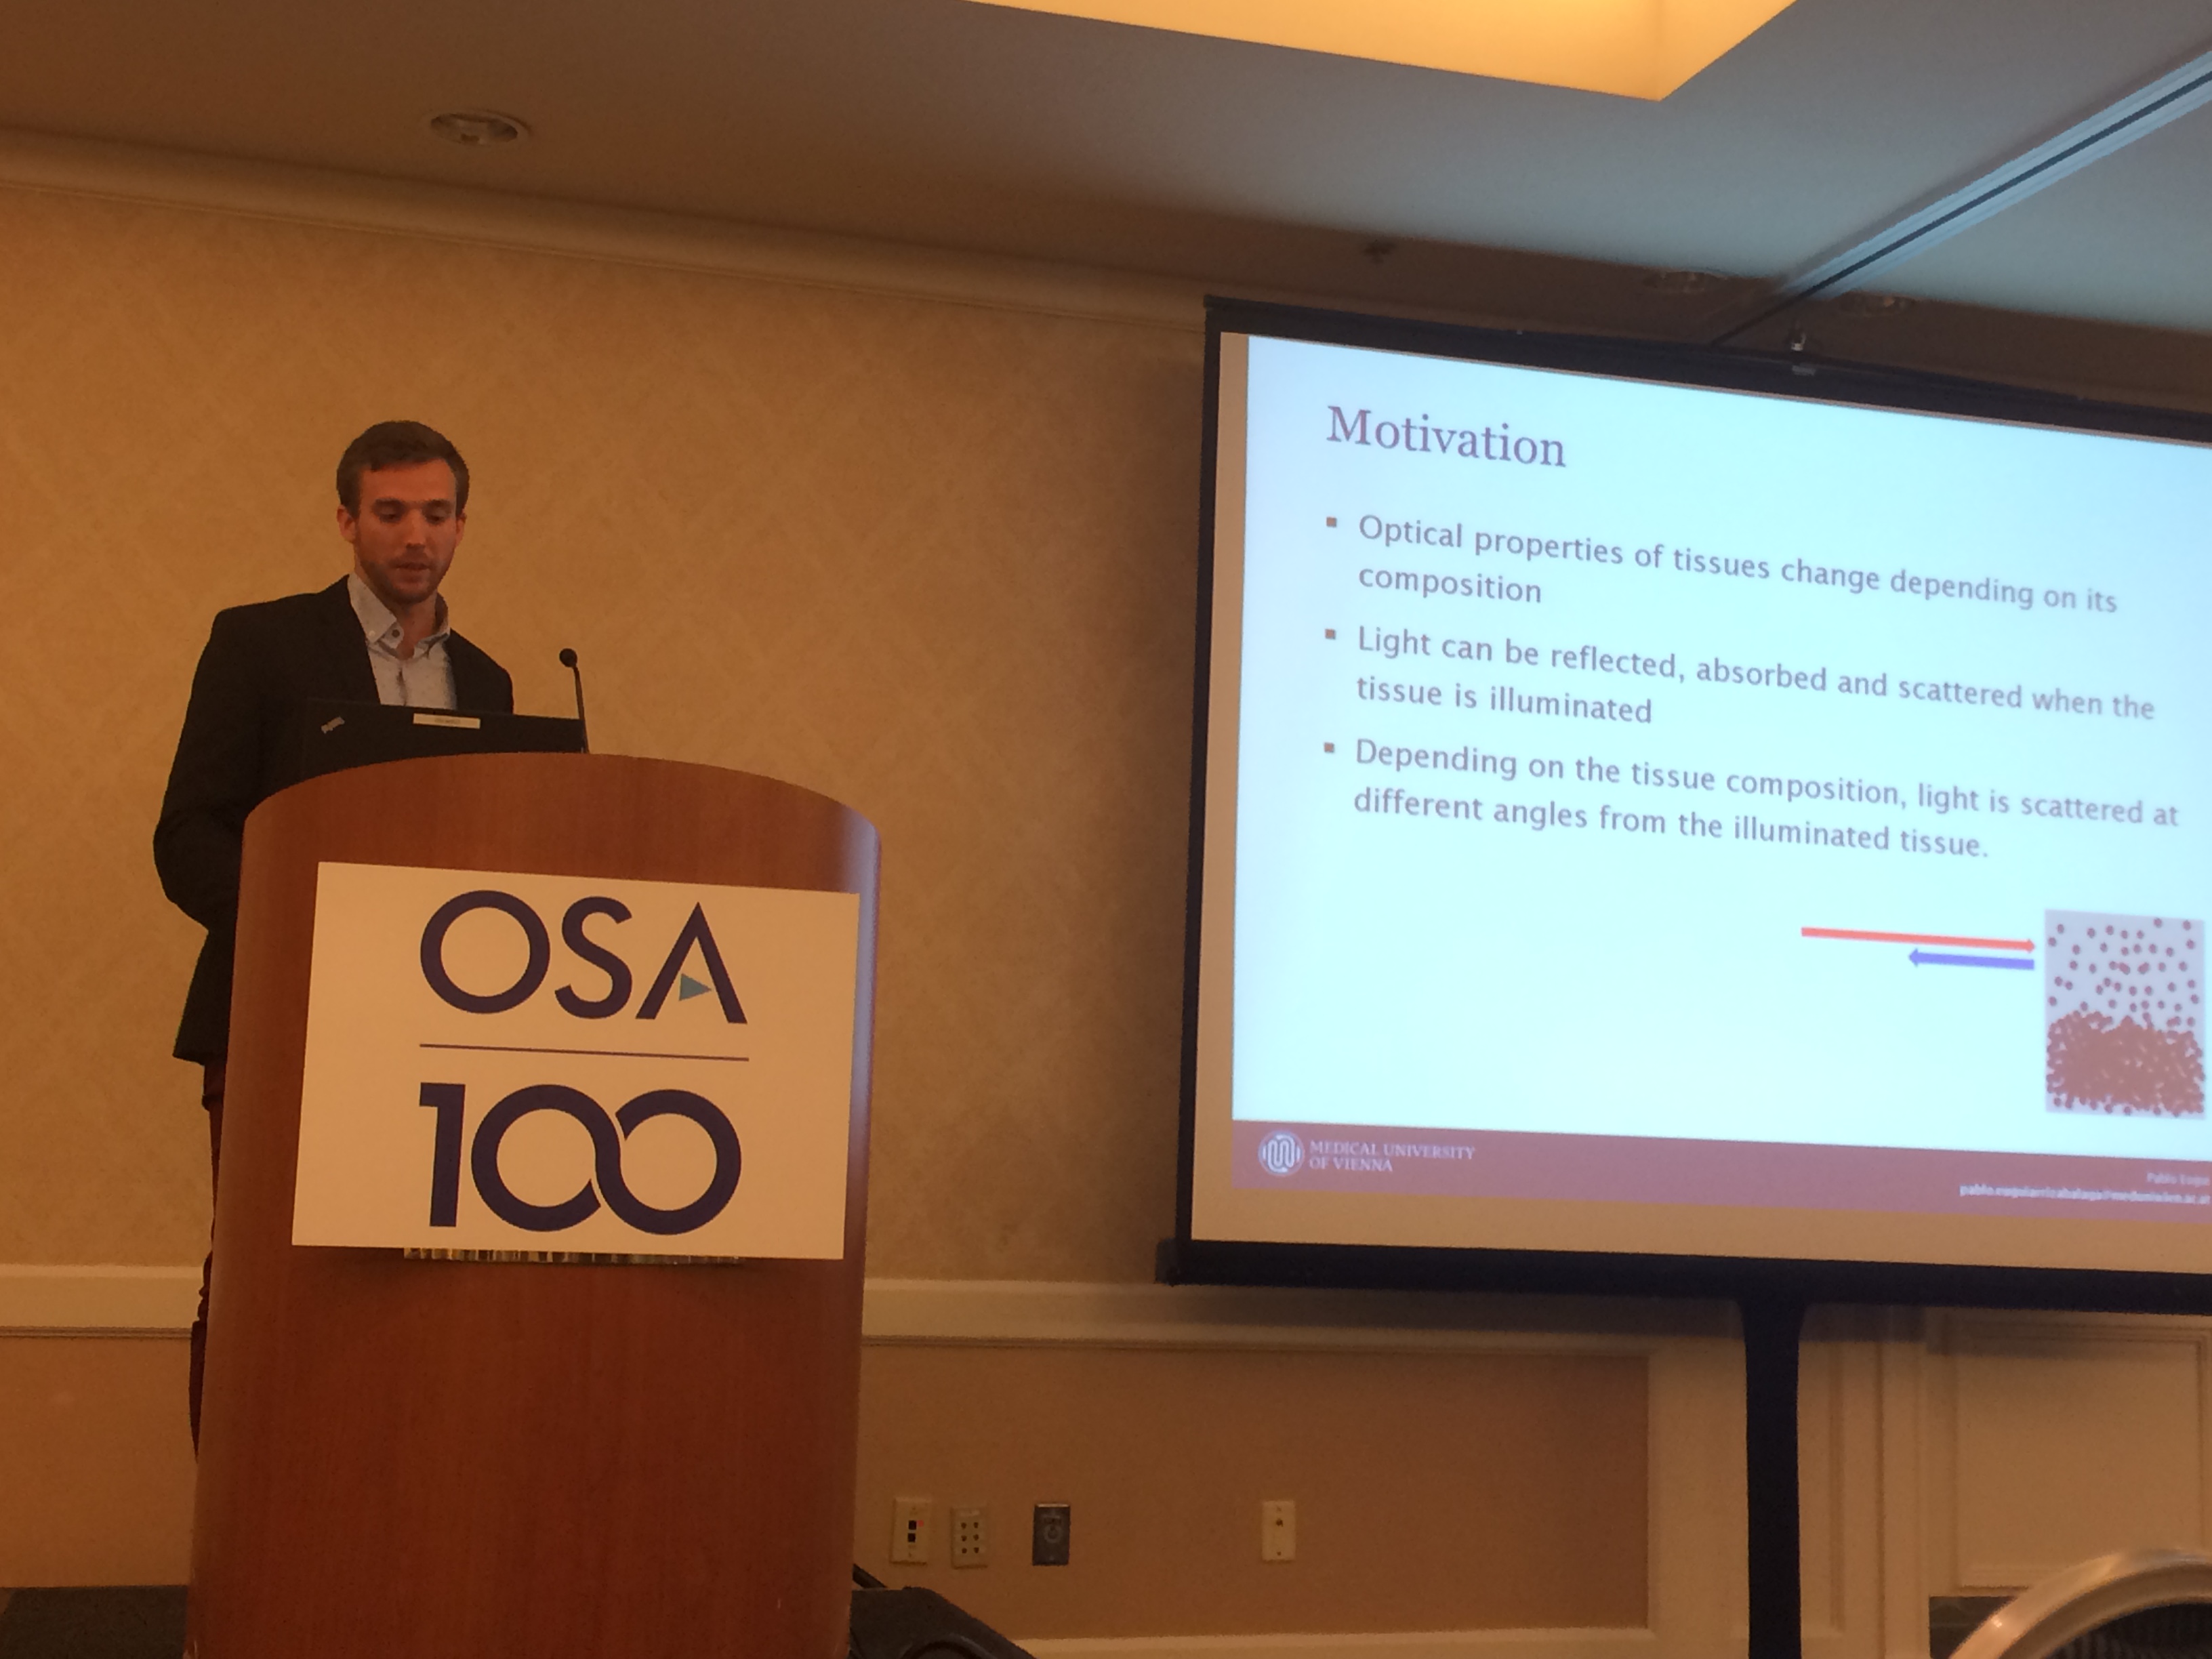 OSA
100
Motivation
Optical properties of tissues change depending on its
composition
Light can be reflected, absorbed and scattered when the
tissue is illuminated
Depending on the tissue composition, light is scattered at
different angles from the illuminated tissue.
MEDICAL UNIVERSITY
OF VIENNA
Pablo